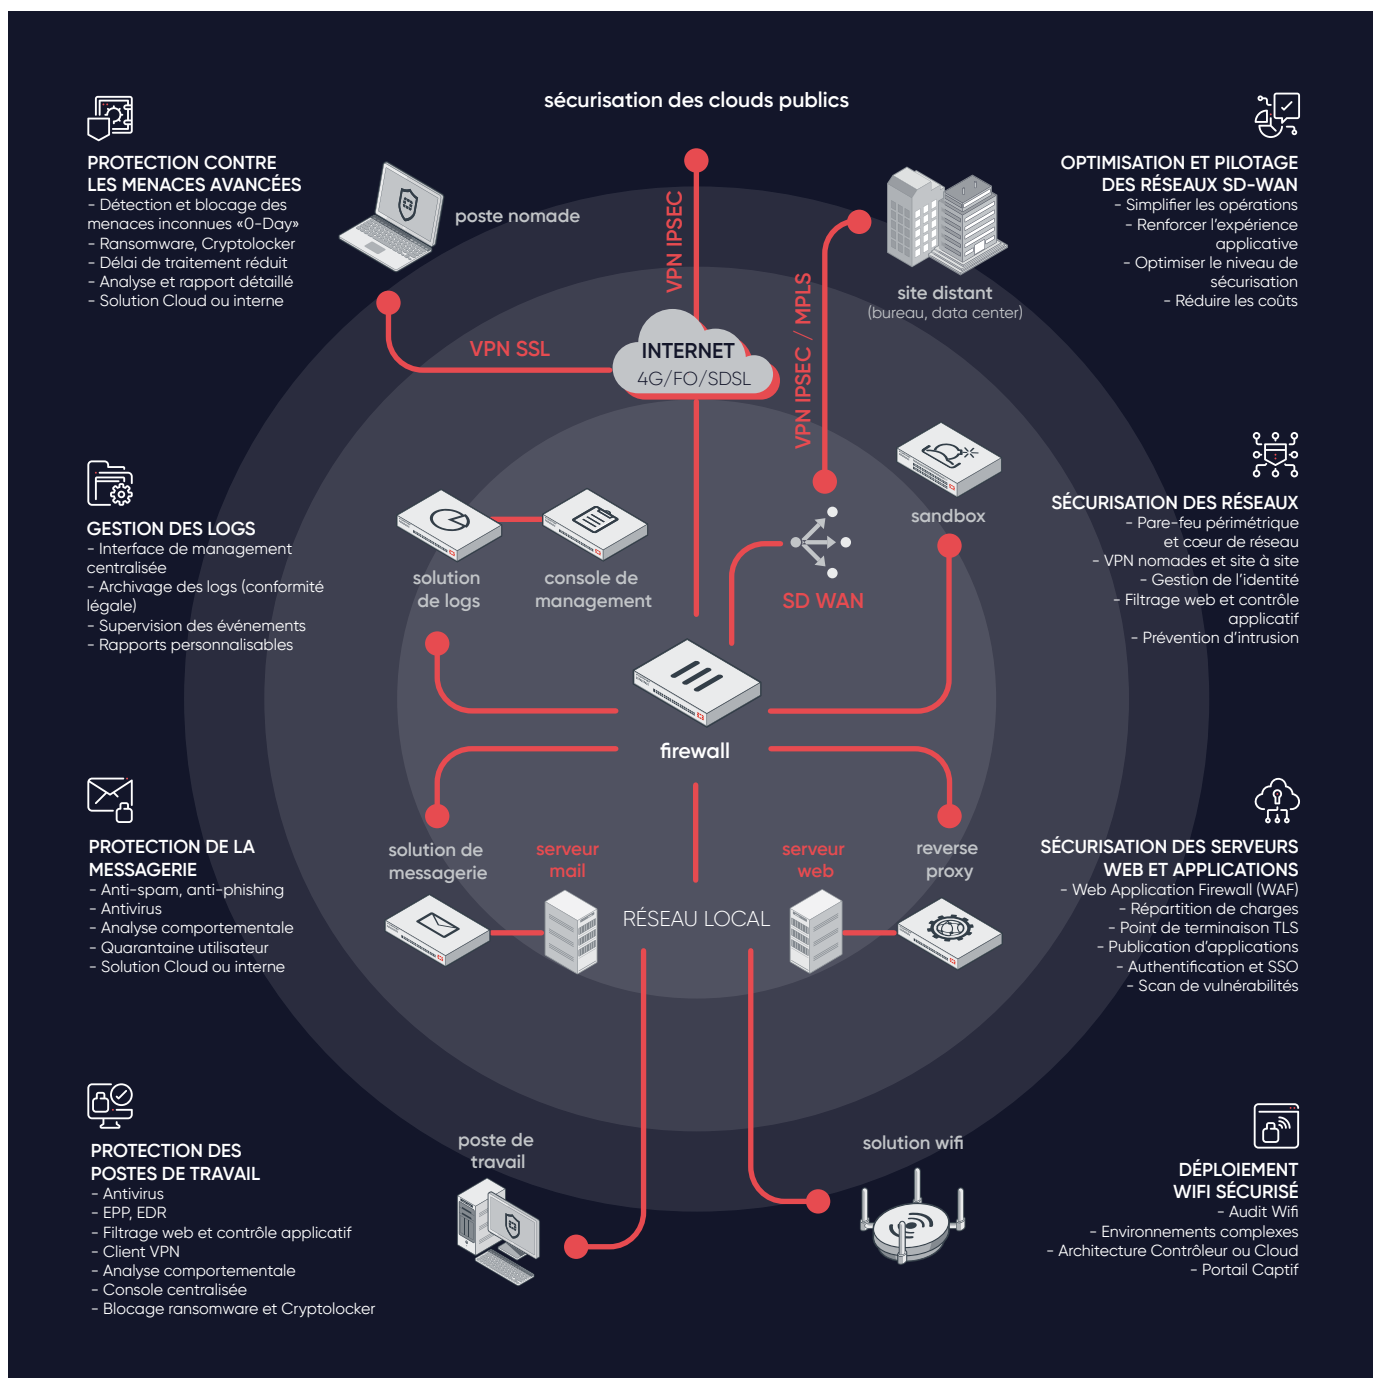 sécurisation des clouds publics
PROTECTION CONTRE
LES MENACES AVANCÉES
- Détection et blocage des
menaces inconnues «0-Day»
- Ransomware, Cryptolocker
- Délai de traitement réduit
- Analyse et rapport détaillé
- Solution Cloud ou interne
poste nomade
VPN SSL
VPN IPSEC
INTERNET
4G/FO/SDSL
VPN IPSEC / MPLS
site distant
(bureau, data center)
OPTIMISATION ET PILOTAGE
DES RÉSEAUX SD-WAN
- Simplifier les opérations
- Renforcer l'expérience
applicative
- Optimiser le niveau de
sécurisation
- Réduire les coûts
GESTION DES LOGS
- Interface de management
centralisée
- Archivage des logs (conformité
légale)
- Supervision des événements
- Rapports personnalisables
solution
de logs
console de
management
SD WAN
sandbox
SÉCURISATION DES RÉSEAUX
- Pare-feu périmétrique
et cœur de réseau
- VPN nomades et site à site
- Gestion de l'identité
- Filtrage web et contrôle
applicatif
- Prévention d'intrusion
firewall
PROTECTION DE LA
MESSAGERIE
- Anti-spam, anti-phishing
- Antivirus
- Analyse comportementale
- Quarantaine utilisateur
- Solution Cloud ou interne
solution de
messagerie
serveur
mail
RÉSEAU LOCAL
serveur
web
reverse
proxy
SÉCURISATION DES SERVEURS
WEB ET APPLICATIONS
- Web Application Firewall (WAF)
- Répartition de charges
- Point de terminaison TLS
- Publication d'applications
- Authentification et SSO
- Scan de vulnérabilités
PROTECTION DES
POSTES DE TRAVAIL
- Antivirus
- EPP, EDR
- Filtrage web et contrôle applicatif
- Client VPN
- Analyse comportementale
- Console centralisée
- Blocage ransomware et Cryptolocker
poste de
travail
solution wifi
DÉPLOIEMENT
WIFI SÉCURISÉ
- Audit Wifi
- Environnements complexes
- Architecture Contrôleur ou Cloud
- Portail Captif